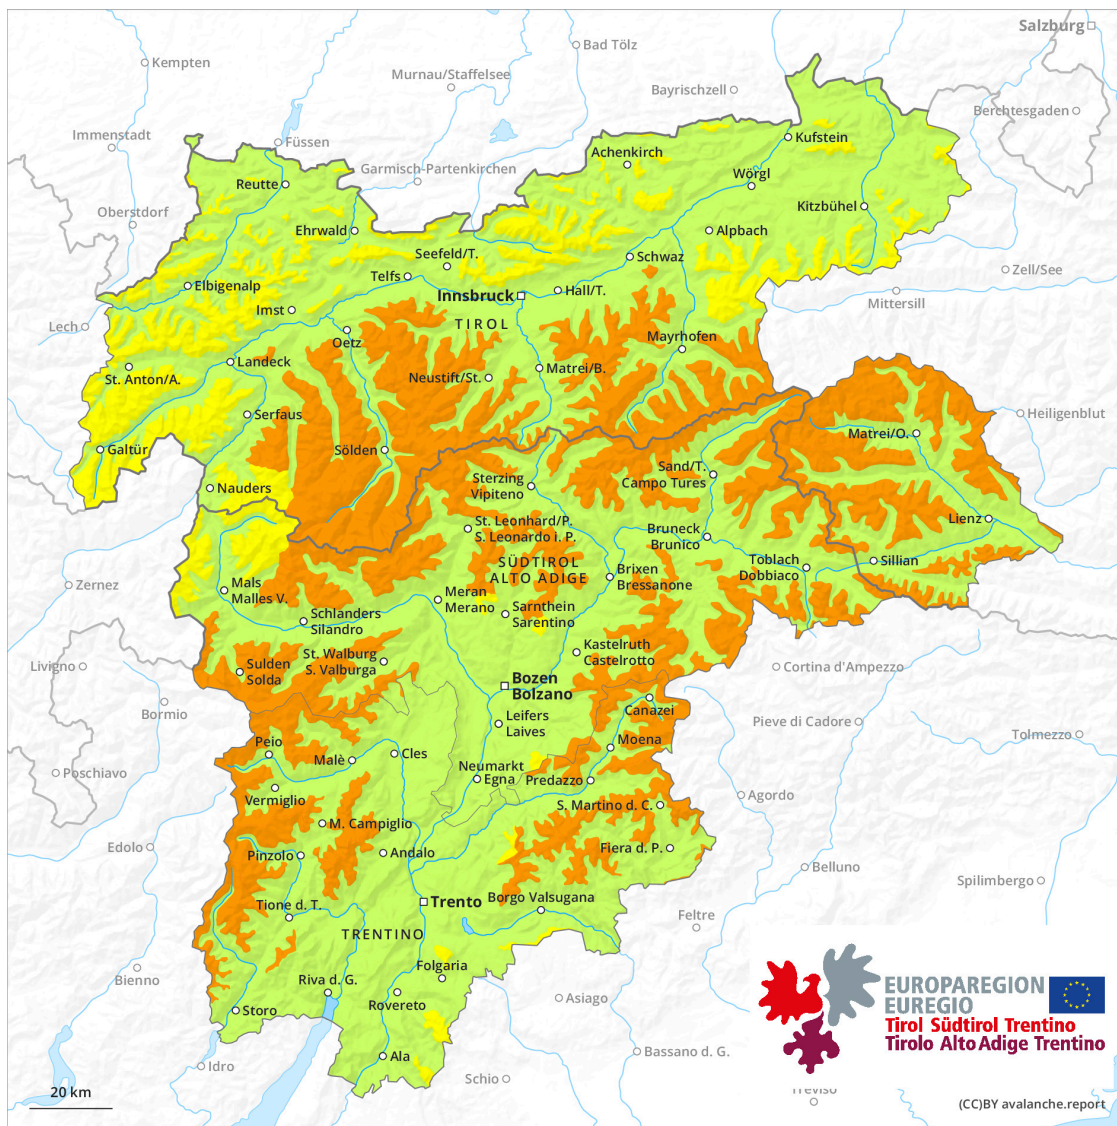 Salzburg
Bad Tölz
Kempten
Murnau/Staffelsee
Bayrischzell
Berchtesgaden
Immenstadt
Füssen
Kufstein
Achenkirch
Garmisch-Partenkirchen
Wörgl
Reutte
Oberstdorf
Kitzbühel
Ehrwald
Alpbach
Seefeld/T.
Schwaz
Zell/See
Telfs
Elbigenalp
Innsbruck
Hall/T.
Mittersill
Imst
TIROL
Lech
Oetz
Mayrhofen
Landeck
Matrei/B.
St. Anton/A.
Neustift/St.
Serfaus
Heiligenblut
Matrei/O.
Galtür
Sölden
Sand/T.
Campo Tures
Sterzing
Vipiteno
Nauders
St. Leonhard/P.
S. Leonardo i. P.
Lienz
Bruneck
Brunico
SÜDTIROL
ALTO ADIGE
Toblach
Dobbiaco
Sillian
Zernez
Mals
Malles V.
Brixen
Bressanone
Meran
Merano
Sarnthein
Sarentino
Schlanders
Silandro
Kastelruth
Castelrotto
St. Walburg
S. Valburga
Livigno
Sulden
Solda
Cortina d'Ampezzo
Bozen
Bolzano
Bormio
Canazei
Leifers
Laives
Pieve di Cadore
Tolmezzo
Peio
Moena
Malè
Cles
Poschiavo
Neumarkt
Egna
Predazzo
Vermiglio
Agordo
S. Martino d. C.
M. Campiglio
Edolo
Pinzolo
Andalo
Fiera d. P.
Belluno
Spilimbergo
Borgo Valsugana
Trento
Tione d. T.
Feltre
TRENTINO
Folgaria
Bienno
Riva d. G.
EUROPAREGION
EUREGIO
Tirol Südtirol Trentino
Tirolo Alto Adige Trentino
Rovereto
Asiago
Storo
Ala
Bassano d. G.
Idro
Schio
Treviso
20 km
(CC)BY avalanche.report